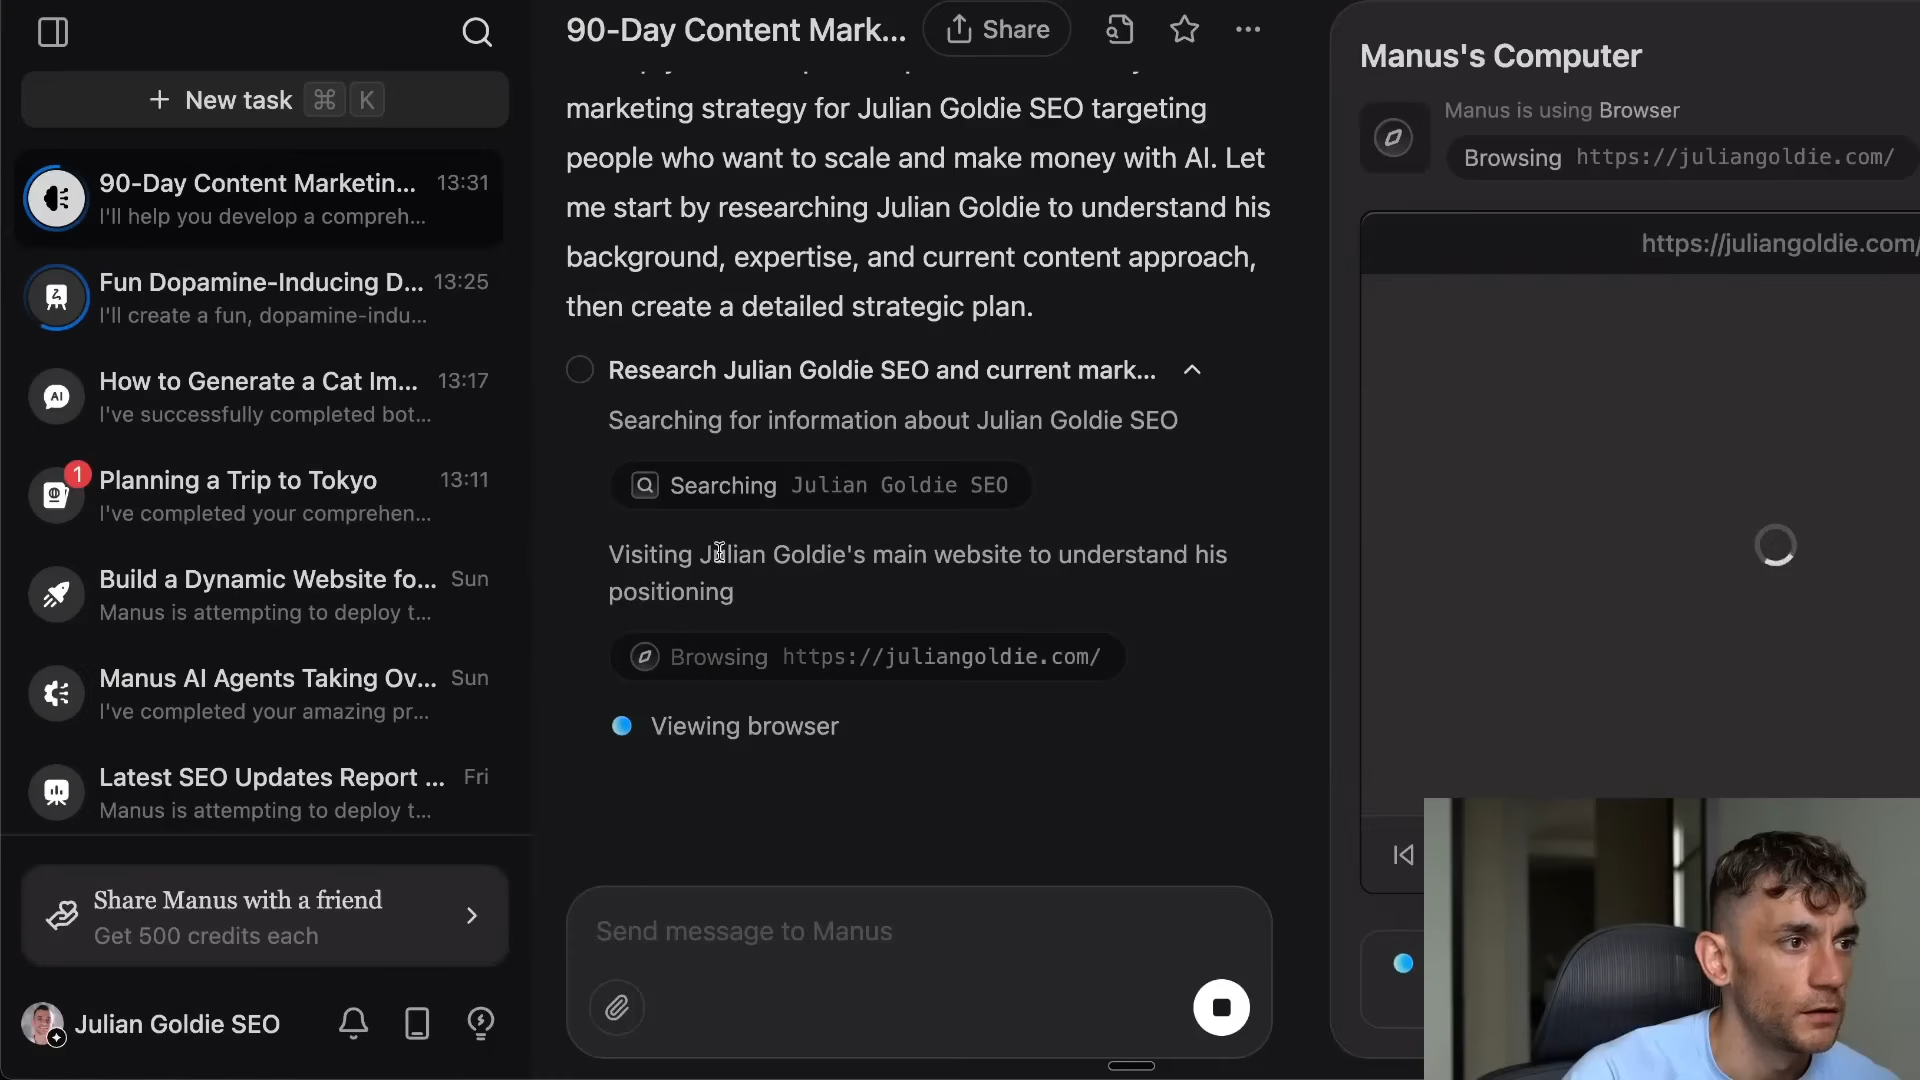 New task ⌘ K
90-Day Content Marketin... 13:31
I'll help you develop a compreh...
Fun Dopamine-Inducing D... 13:25
I'll create a fun, dopamine-indu...
How to Generate a Cat Im... 13:17
AI
I've successfully completed bot...
1
Planning a Trip to Tokyo 13:11
I've completed your comprehen...
Build a Dynamic Website fo... Sun
Manus is attempting to deploy t...
Manus AI Agents Taking Ov... Sun
I've completed your amazing pr...
Latest SEO Updates Report ... Fri
Manus is attempting to deploy t...
Share Manus with a friend
Get 500 credits each
Julian Goldie SEO
90-Day Content Mark... Share
marketing strategy for Julian Goldie SEO targeting
people who want to scale and make money with AI. Let
me start by researching Julian Goldie to understand his
background, expertise, and current content approach,
then create a detailed strategic plan.
Research Julian Goldie SEO and current mark...
Searching for information about Julian Goldie SEO
Searching Julian Goldie SEO
Visiting Julian Goldie's main website to understand his
positioning
Browsing https://juliangoldie.com/
Viewing browser
Send message to Manus
Manus's Computer
Manus is using Browser
Browsing https://juliangoldie.com/
https://juliangoldie.com/